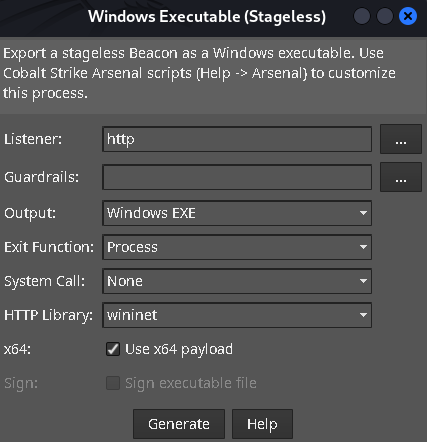 Windows Executable (Stageless)
Export a stageless Beacon as a Windows executable. Use
Cobalt Strike Arsenal scripts (Help -> Arsenal) to customize
this process.
Listener: http ...
Guardrails: ...
Output: Windows EXE
Exit Function: Process
System Call: None
HTTP Library: wininet
x64: Use x64 payload
Sign: Sign executable file
Generate Help